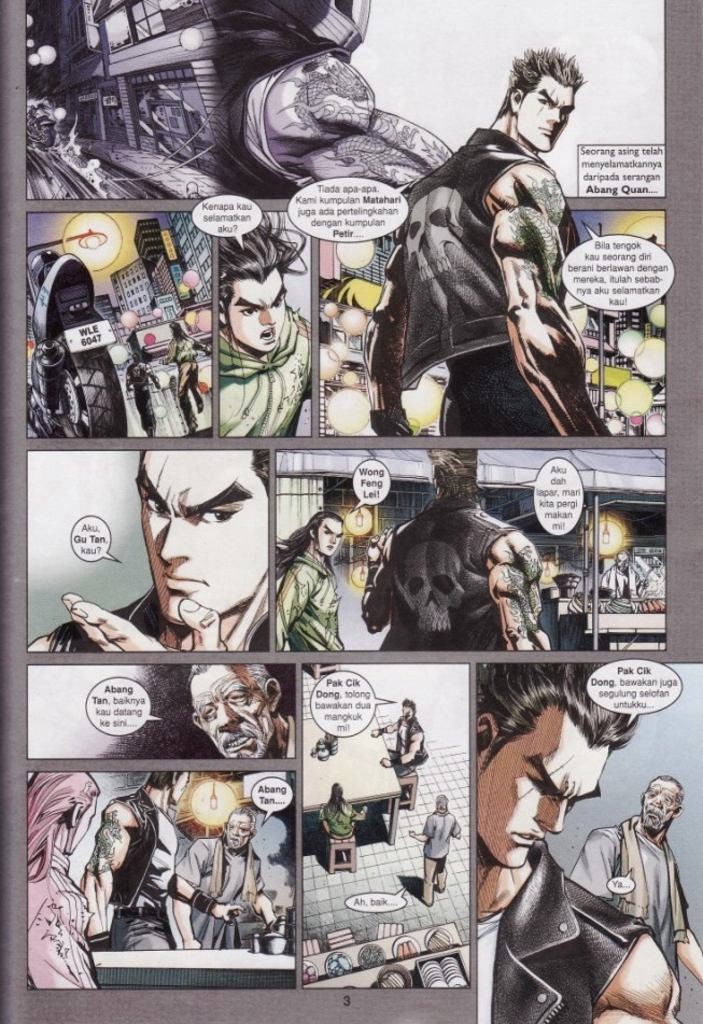 Seorang asing telah
menyelamatkannya
daripada serangan
Abang Quan....
Kenapa kau
selamatkan
aku?
Tiada apa-apa.
Kami kumpulan Matahari
juga ada pertelingkahan
dengan kumpulan
Petir....
Bila tengok
kau seorang diri
berani berlawan dengan
mereka, itulah sebab-
nya aku selamatkan
kau!
WLE
6047
Aku,
Gu Tan,
kau?
Wong
Feng
Lei!
Aku
dah
lapar, mari
kita pergi
makan
mi!
Abang
Tan, baiknya
kau datang
ke sini....
Abang
Tan....
Pak Cik
Dong, tolong
bawakan dua
mangkuk
mi!
Ah, baik....
Pak Cik
Dong, bawakan juga
segulung selofan
untukku...
Ya...
3